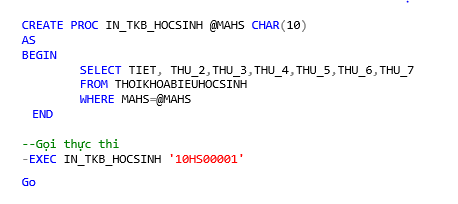 CREATE PROC IN_TKB_HOCSINH @MAHS CHAR(10)
AS
BEGIN
SELECT TIET, THU_2,THU_3,THU_4,THU_5,THU_6,THU_7
FROM THOIKHOABIEUHOCSINH
WHERE MAHS=@MAHS
END
--Gọi thực thi
-EXEC IN_TKB_HOCSINH '10HS00001'
Go